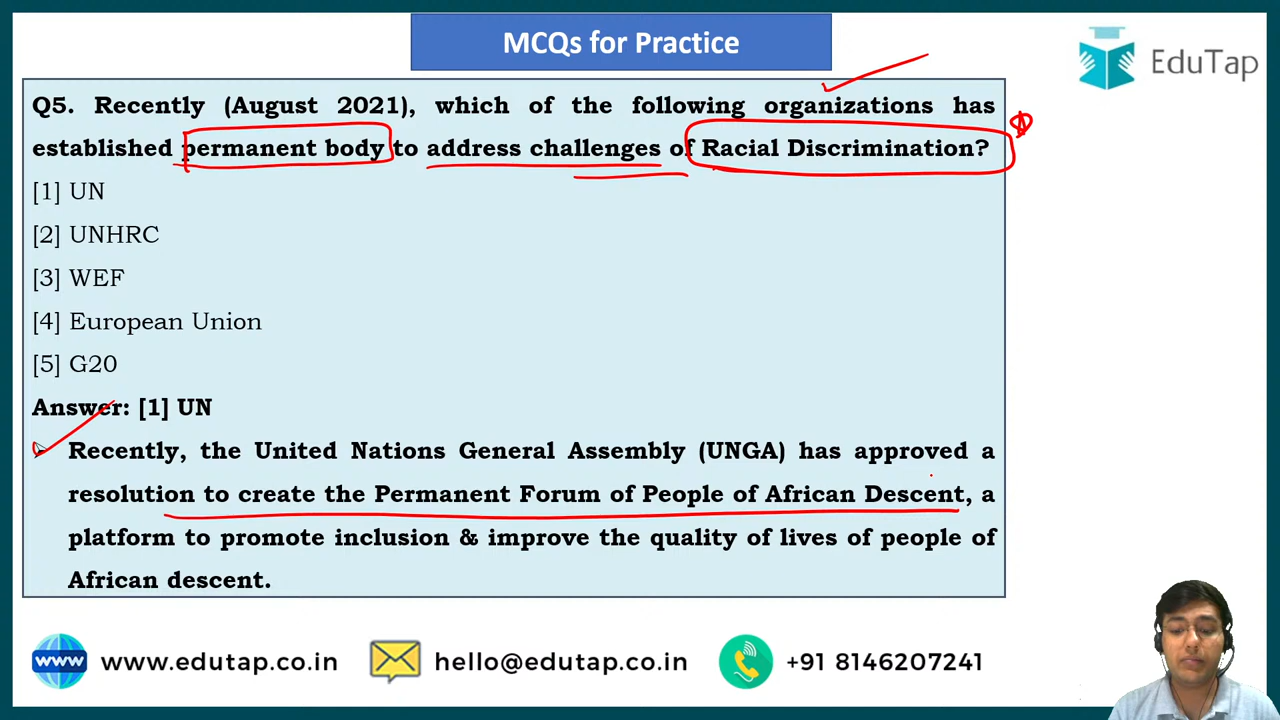 MCQs for Practice
EduTap
Q5. Recently (August 2021), which of the following organizations has
established permanent body to address challenges of Racial Discrimination?
[1] UN
[2] UNHRC
[3] WEF
[4] European Union
[5] G20
Answer: [1] UN
Recently, the United Nations General Assembly (UNGA) has approved a
resolution to create the Permanent Forum of People of African Descent, a
platform to promote inclusion & improve the quality of lives of people of
African descent.
www www.edutap.co.in hello@edutap.co.in +91 8146207241